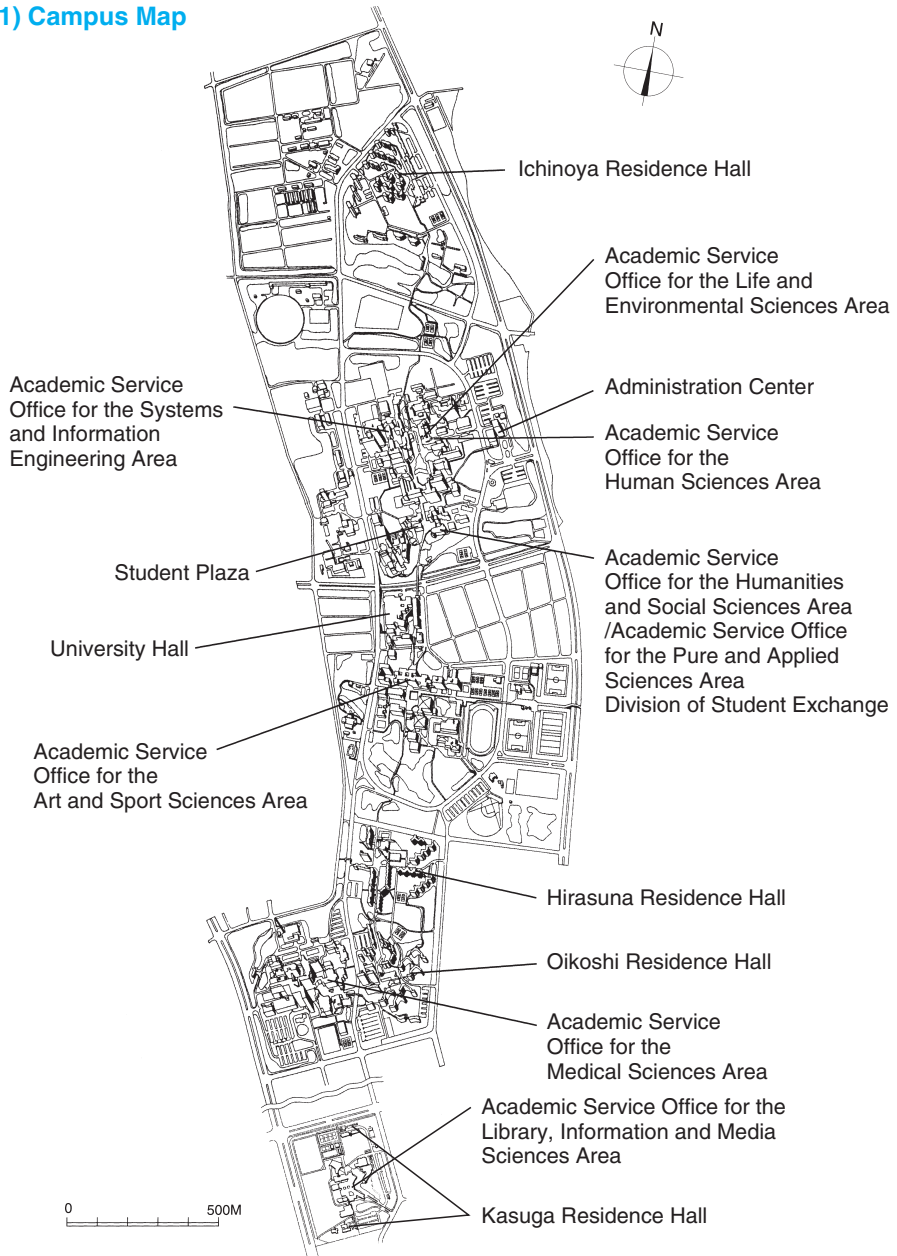 1) Campus Map
N
Ichinoya Residence Hall
Academic Service
Office for the Life and
Environmental Sciences Area
Academic Service
Office for the Systems
and Information
Engineering Area
Administration Center
Academic Service
Office for the
Human Sciences Area
Student Plaza
Academic Service
Office for the Humanities
and Social Sciences Area
/Academic Service Office
for the Pure and Applied
Sciences Area
Division of Student Exchange
University Hall
Academic Service
Office for the
Art and Sport Sciences Area
Hirasuna Residence Hall
Oikoshi Residence Hall
Academic Service
Office for the
Medical Sciences Area
Academic Service Office for the
Library, Information and Media
Sciences Area
Kasuga Residence Hall
0 500M